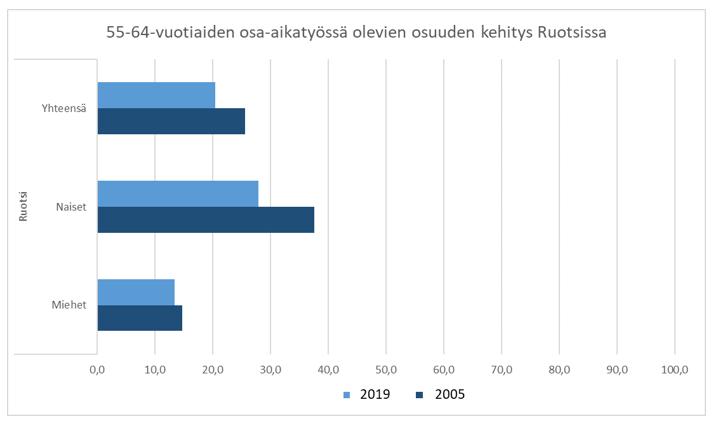 55-64-vuotiaiden osa-aikatyössä olevien osuuden kehitys Ruotsissa
Yhteensä
Naiset
Miehet
Ruotsi
0,0 10,0 20,0 30,0 40,0 50,0 60,0 70,0 80,0 90,0 100,0
2019 2005